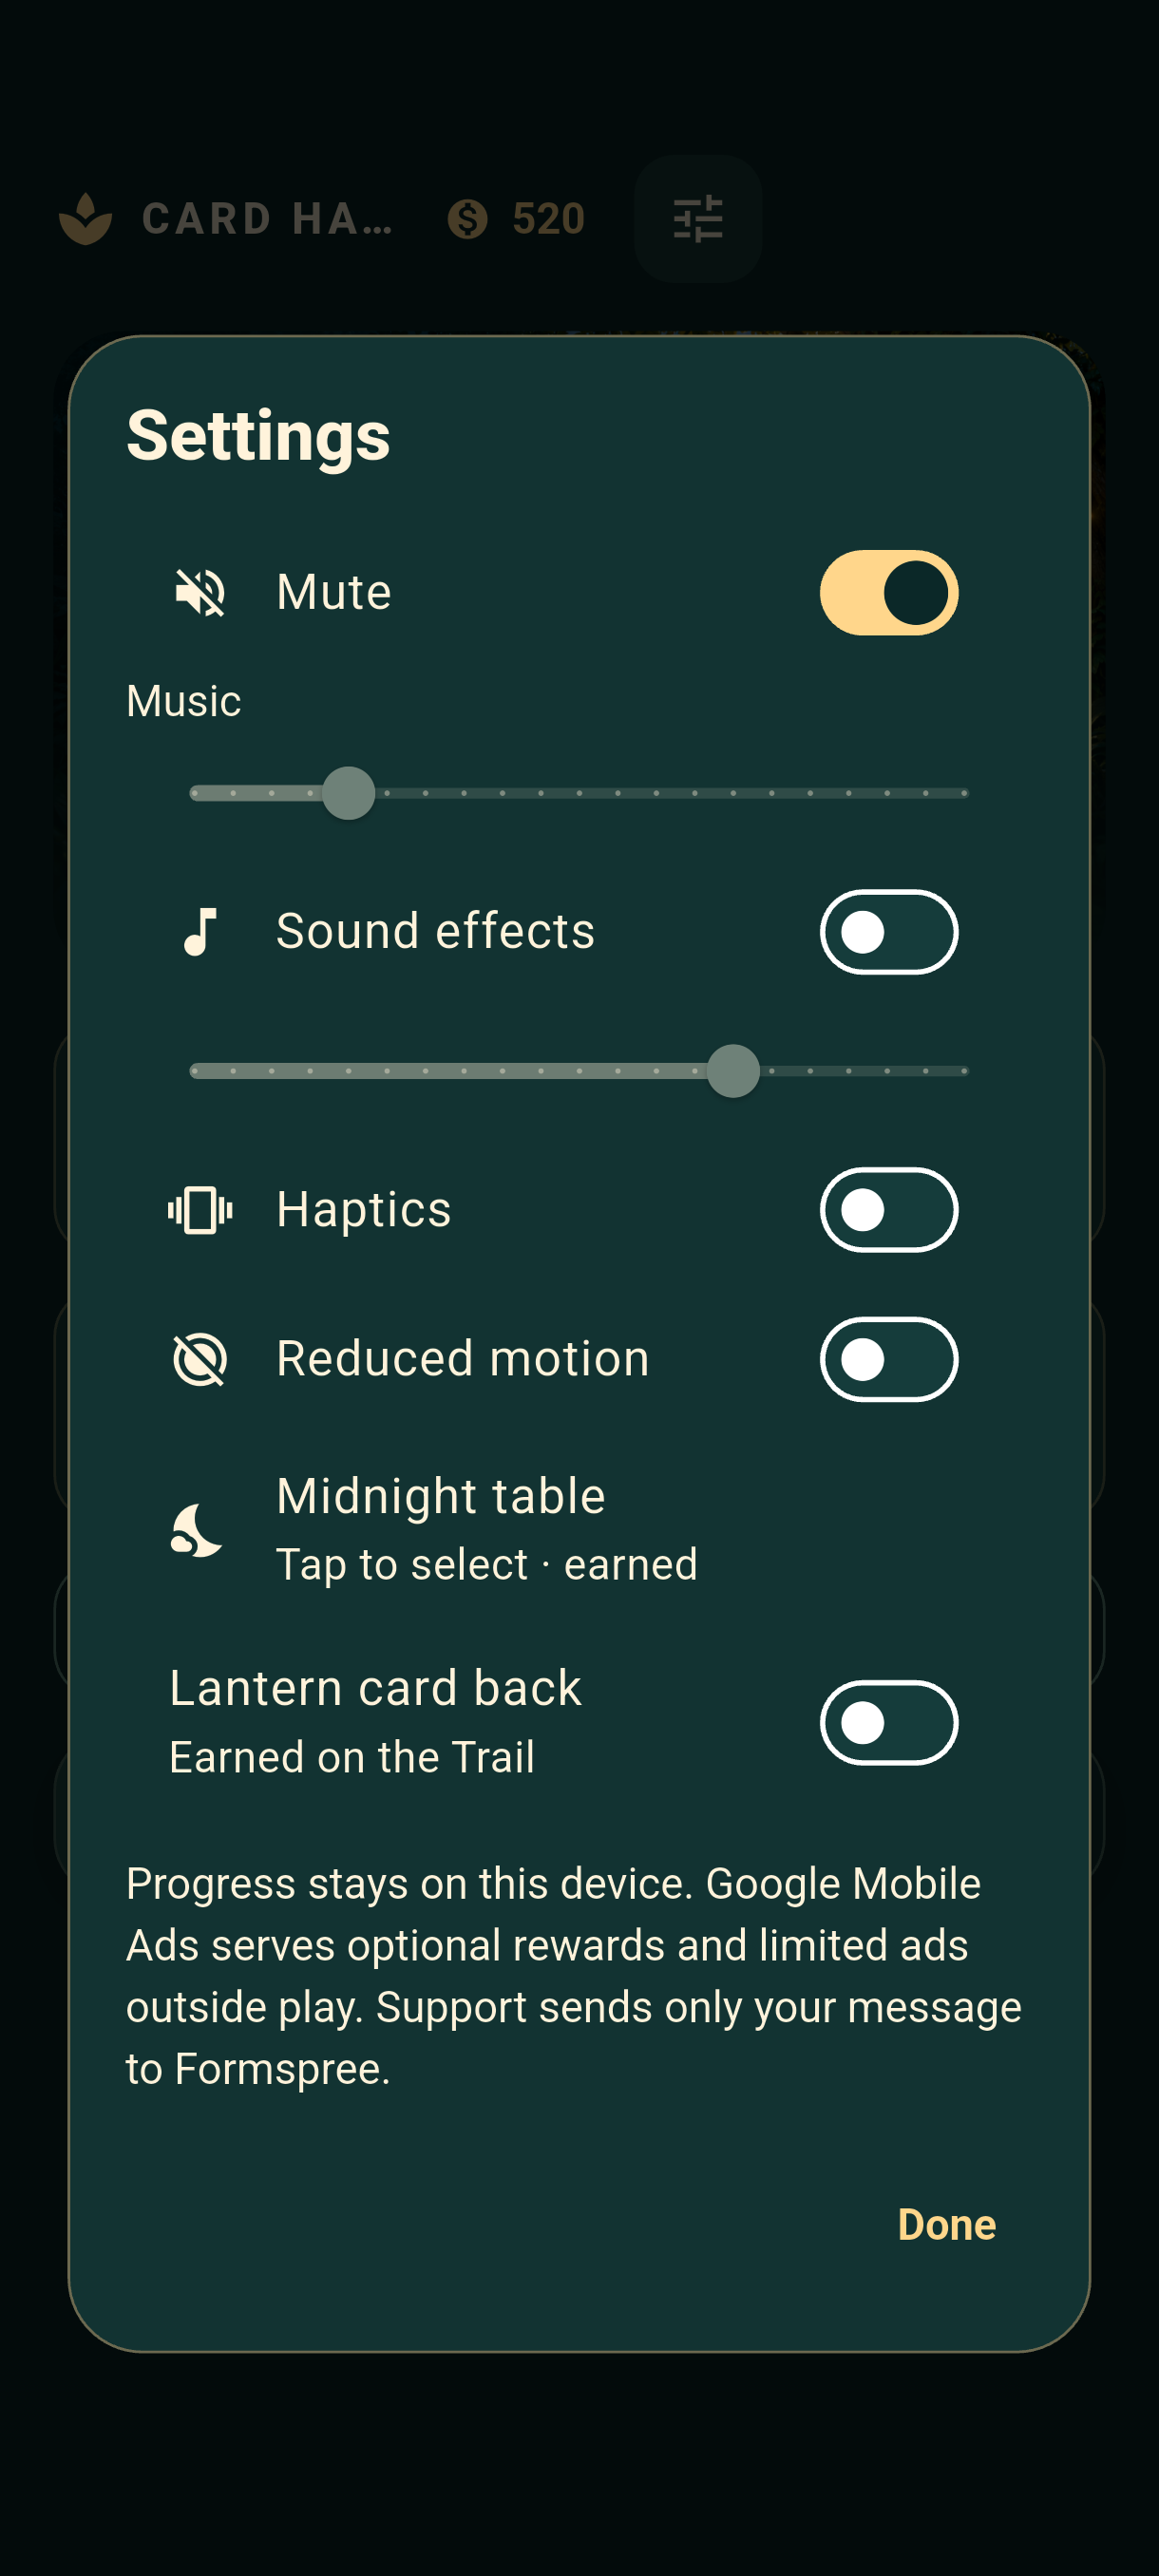 CARD HA… 520
Settings
Mute
Music
Sound effects
Haptics
Reduced motion
Midnight table
Tap to select · earned
Lantern card back
Earned on the Trail
Progress stays on this device. Google Mobile
Ads serves optional rewards and limited ads
outside play. Support sends only your message
to Formspree.
Done